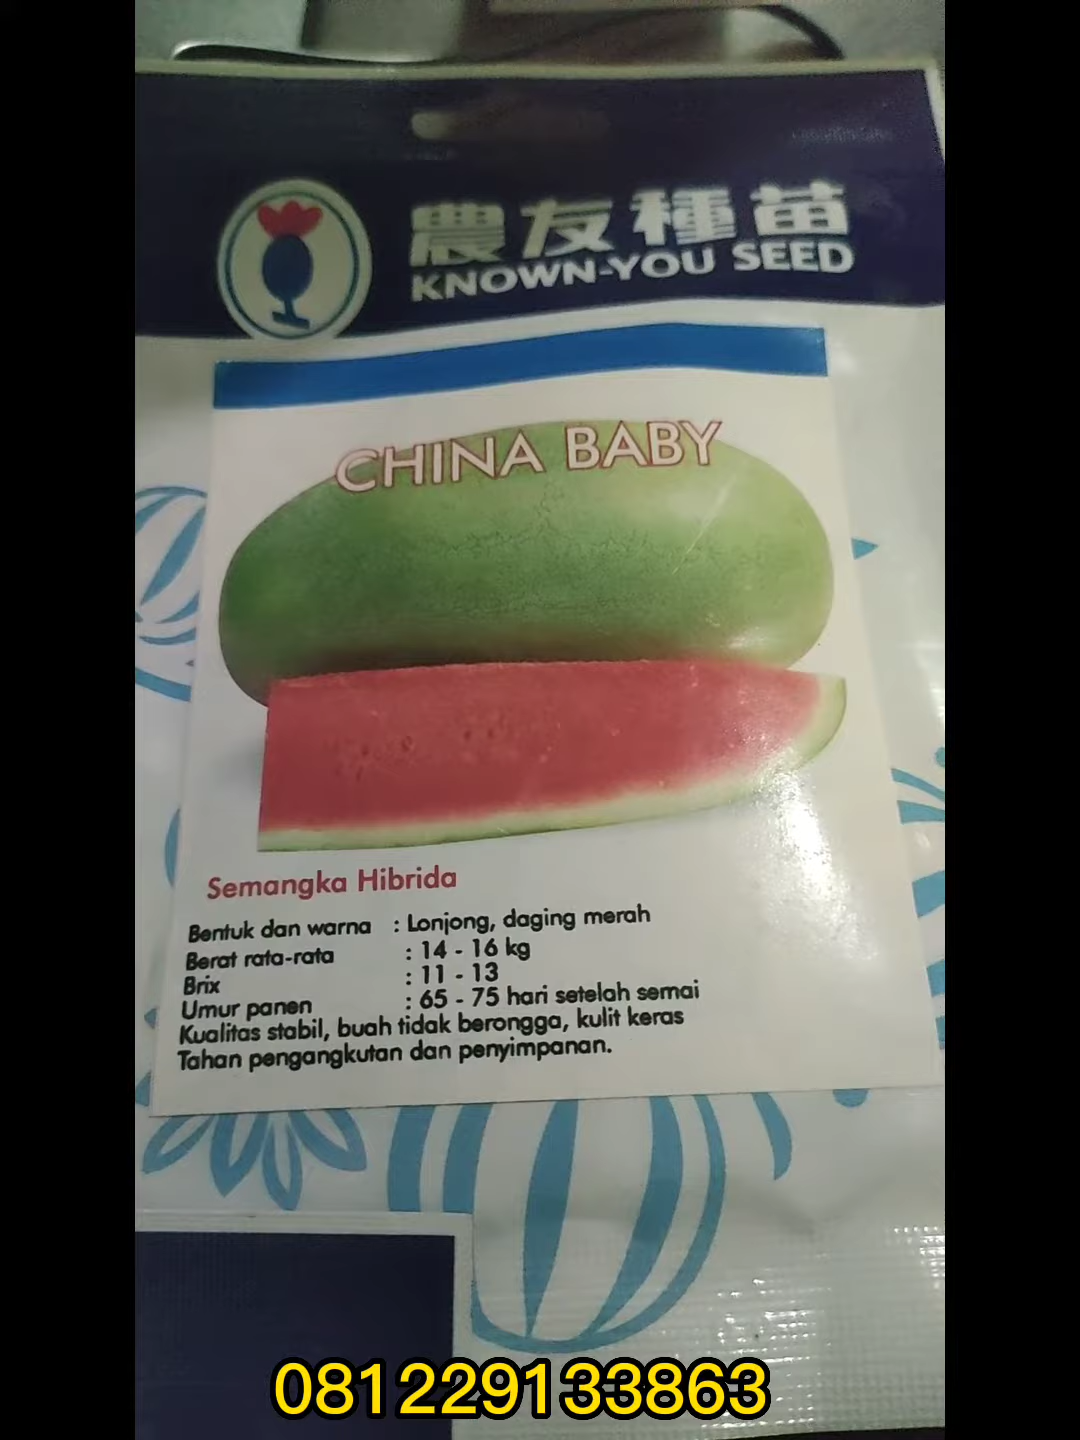 農友種苗
KNOWN-YOU SEED
CHINA BABY
Semangka Hibrida
Bentuk dan warna : Lonjong, daging merah
Berat rata-rata : 14 - 16 kg
Brix : 11 - 13
Umur panen : 65 - 75 hari setelah semai
Kualitas stabil, buah tidak berongga, kulit keras
Tahan pengangkutan dan penyimpanan.
081229133863